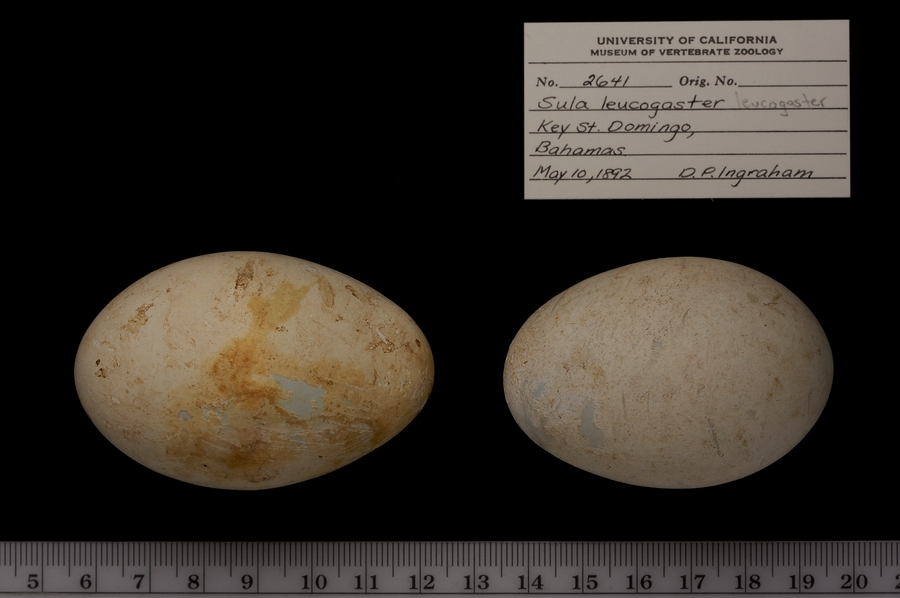 UNIVERSITY OF CALIFORNIA
MUSEUM OF VERTEBRATE ZOOLOGY
No. 2641 Orig. No.
Sula leucogaster leucogaster
Key St. Domingo,
Bahamas
May 10, 1892 D.P. Ingraham
5 6 7 8 9 10 11 12 13 14 15 16 17 18 19 20 2